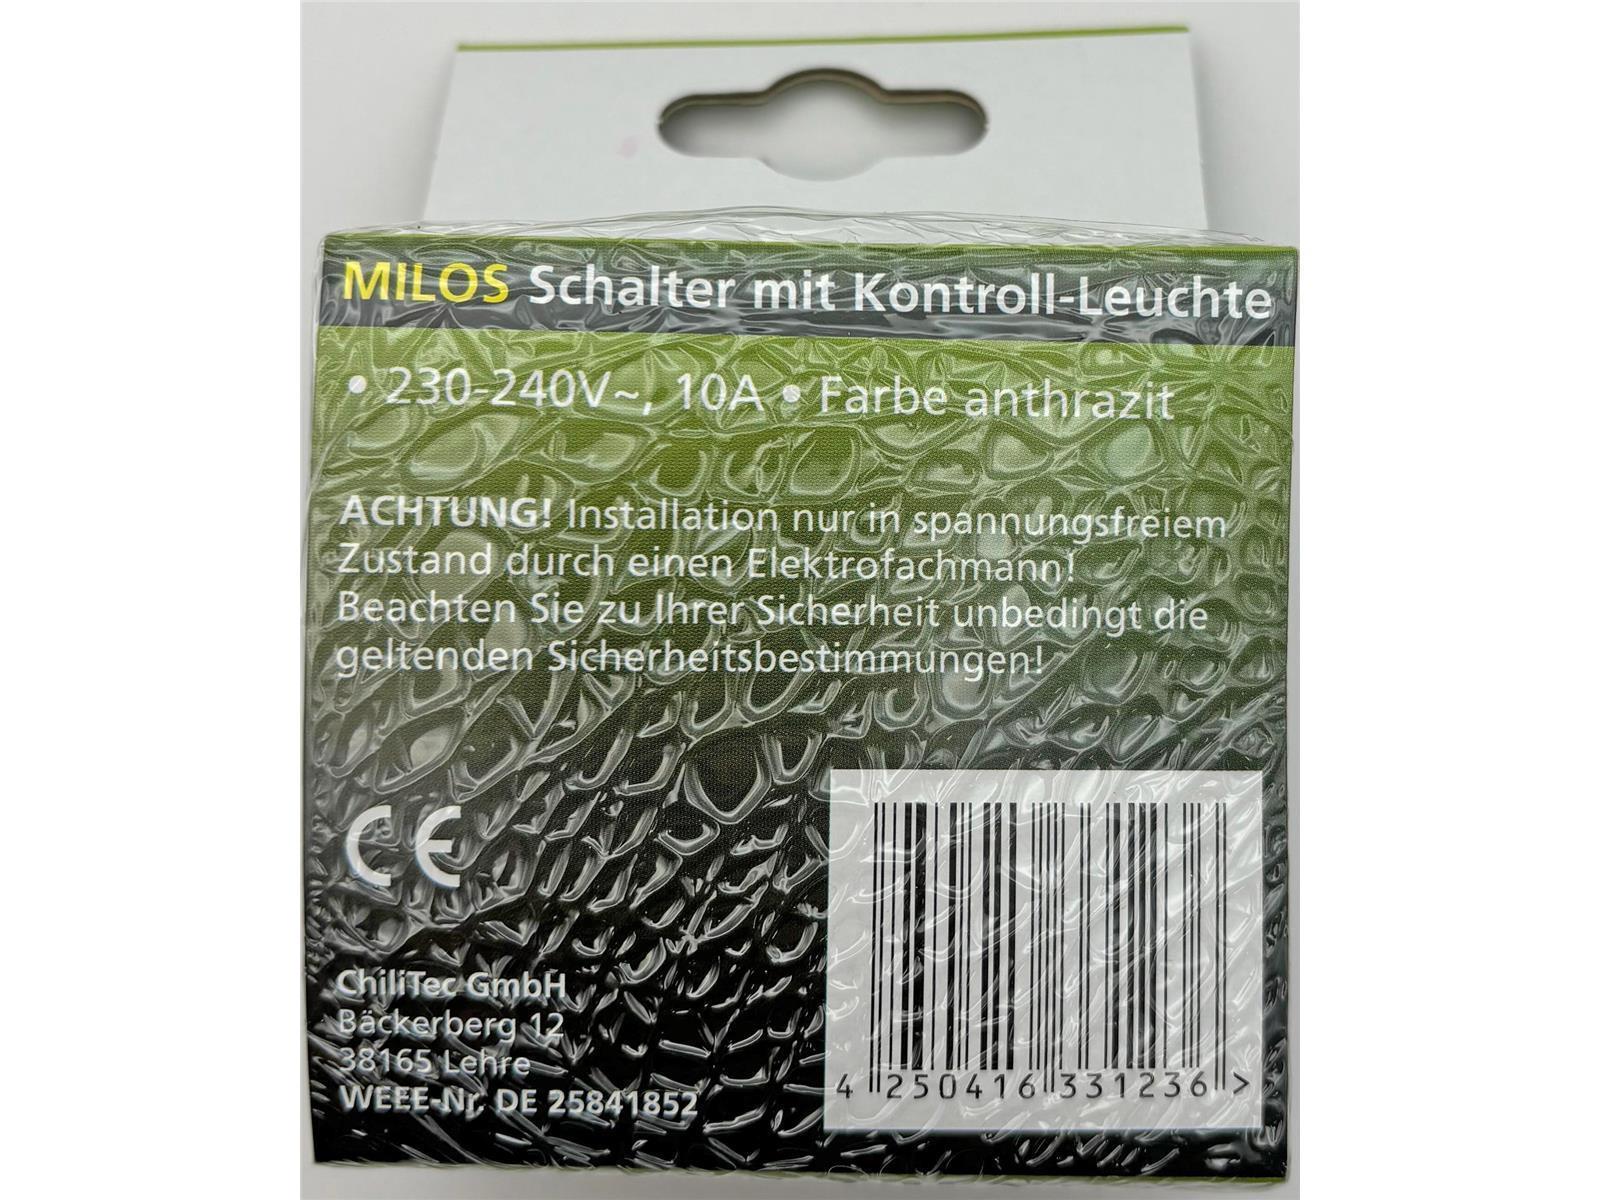 MILOS Schalter mit Kontroll-Leuchte
• 230-240V~, 10A • Farbe anthrazit
ACHTUNG! Installation nur in spannungsfreiem
Zustand durch einen Elektrofachmann!
Beachten Sie zu Ihrer Sicherheit unbedingt die
geltenden Sicherheitsbestimmungen!
CE
ChiliTec GmbH
Bäckerberg 12
38165 Lehre
WEEE-Nr. DE 25841852
4 250416 331236 >